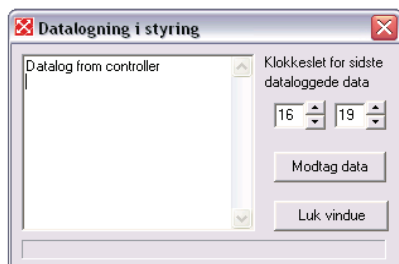 Datalogning i styring
Datalog from controller
Klokkeslet for sidste
dataloggede data
16 19
Modtag data
Luk vindue